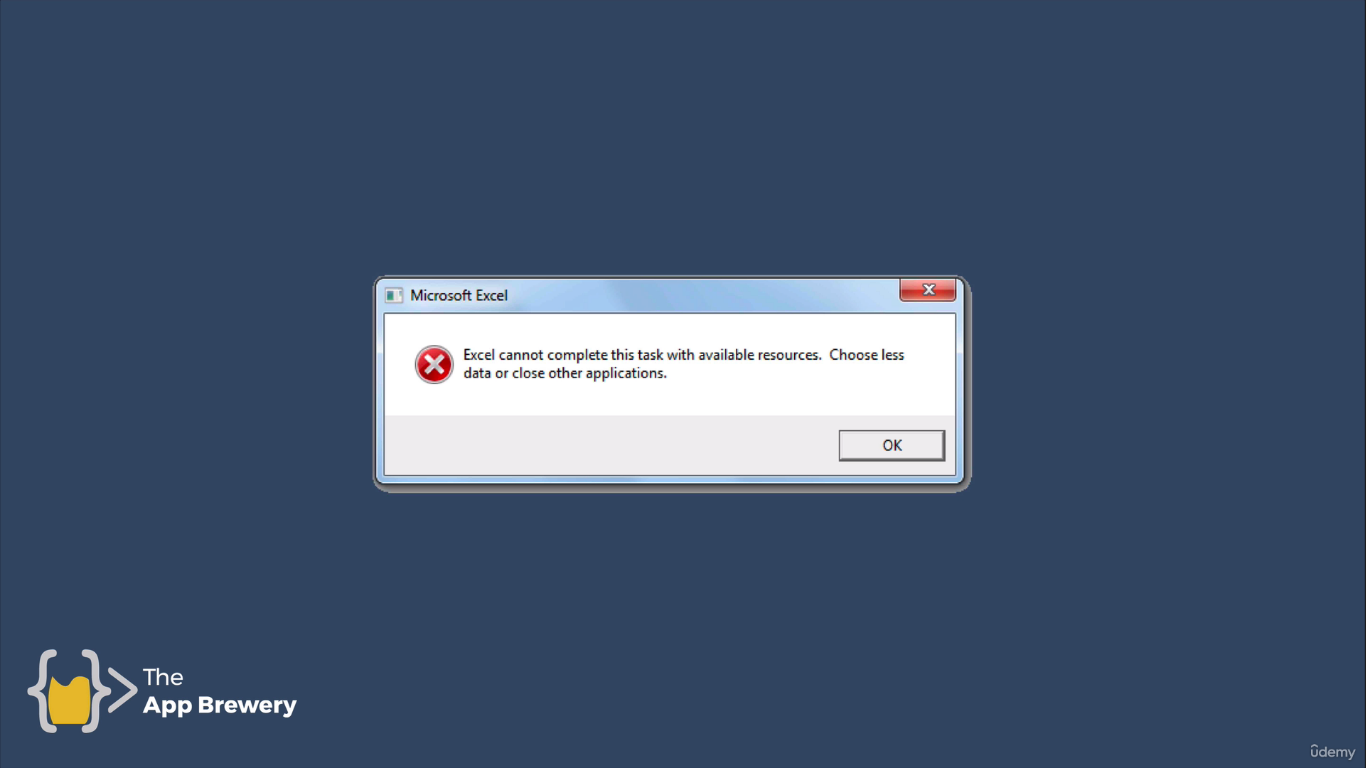 Microsoft Excel
Excel cannot complete this task with available resources.  Choose less
data or close other applications.
OK
The
App Brewery
ûdemy